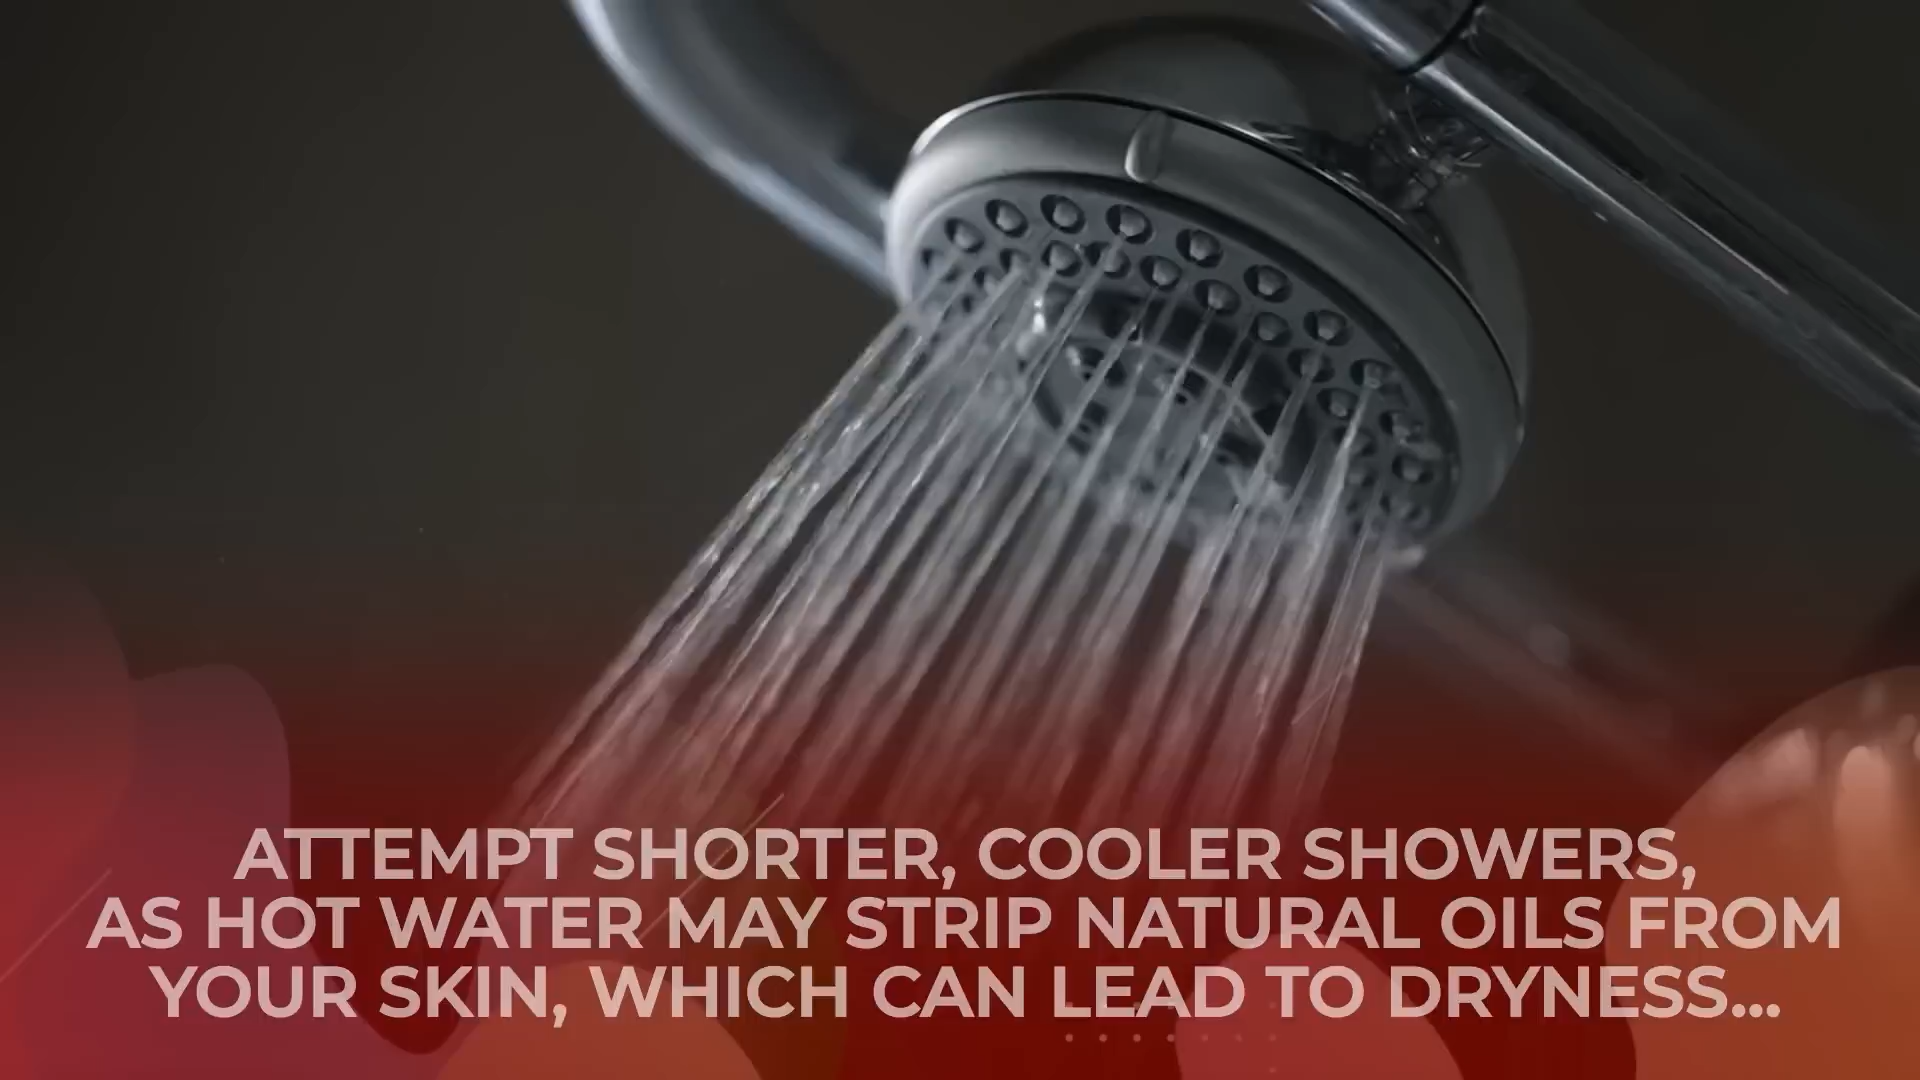 ATTEMPT SHORTER, COOLER SHOWERS,
AS HOT WATER MAY STRIP NATURAL OILS FROM
YOUR SKIN, WHICH CAN LEAD TO DRYNESS...